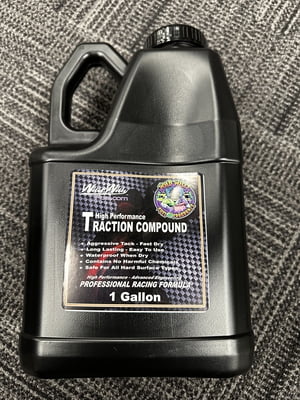 High Performance
TRACTION COMPOUND
Aggressive Tack - Fast Dry
Long Lasting - Easy To Use
Waterproof When Dry
Contains No Harmful Chemicals
Safe For All Hard Surface Types
High Performance - Advanced
PROFESSIONAL RACING FORMULA
1 Gallon